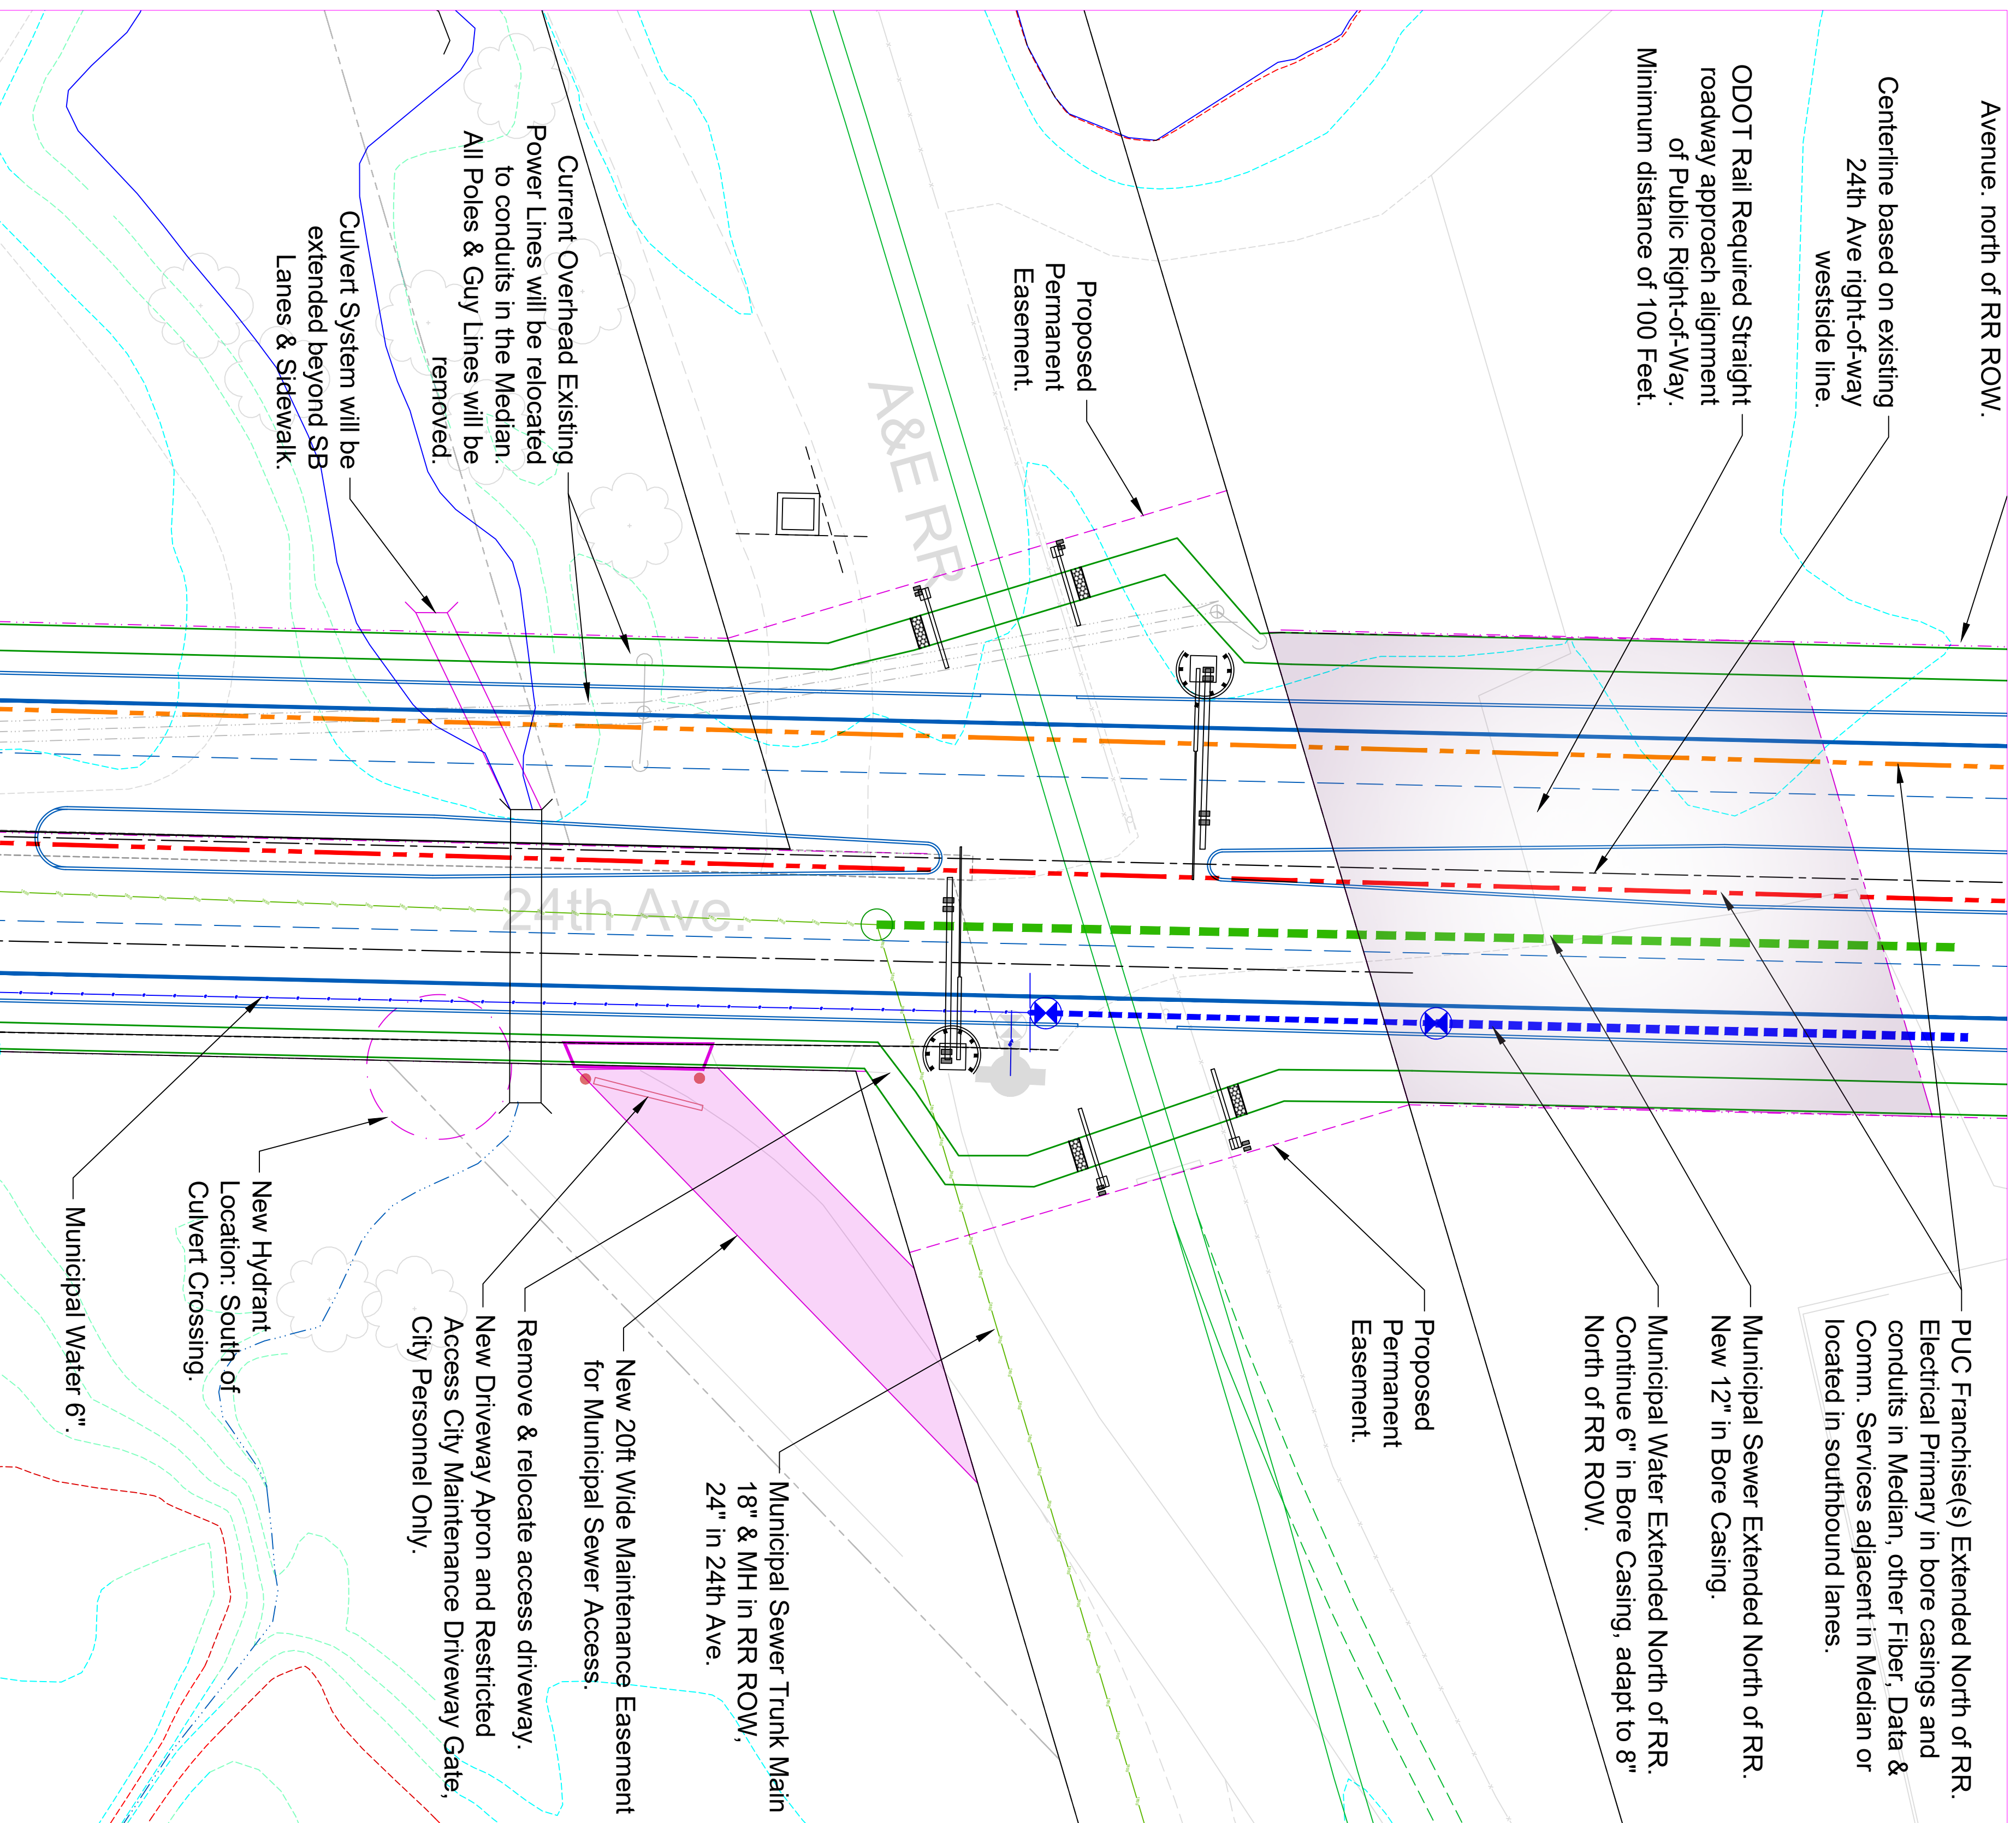 Avenue. north of RR ROW.
Centerline based on existing
24th Ave right-of-way
westside line.
ODOT Rail Required Straight
roadway approach alignment
of Public Right-of-Way.
Minimum distance of 100 Feet.
Proposed
Permanent
Easement.
A&E RR
Current Overhead Existing
Power Lines will be relocated
to conduits in the Median.
All Poles & Guy Lines will be
removed.
Culvert System will be
extended beyond SB
Lanes & Sidewalk.
24th Ave.
PUC Franchise(s) Extended North of RR.
Electrical Primary in bore casings and
conduits in Median, other Fiber, Data &
Comm. Services adjacent in Median or
located in southbound lanes.
Municipal Sewer Extended North of RR.
New 12" in Bore Casing.
Municipal Water Extended North of RR.
Continue 6" in Bore Casing, adapt to 8"
North of RR ROW.
Proposed
Permanent
Easement.
Municipal Sewer Trunk Main
18" & MH in RR ROW,
24" in 24th Ave.
New 20ft Wide Maintenance Easement
for Municipal Sewer Access.
Remove & relocate access driveway.
New Driveway Apron and Restricted
Access City Maintenance Driveway Gate,
City Personnel Only.
New Hydrant
Location: South of
Culvert Crossing.
Municipal Water 6".